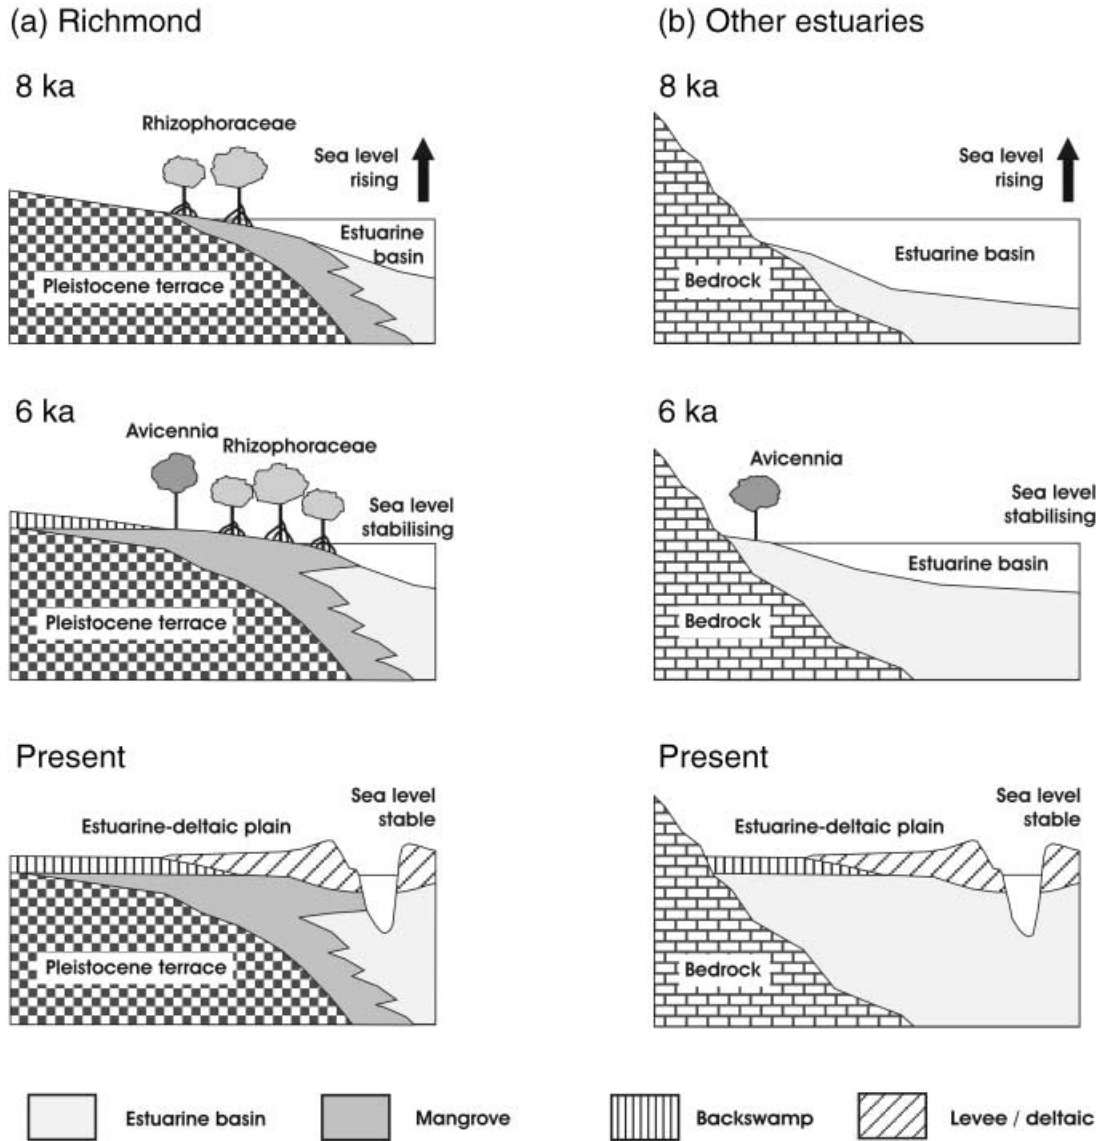 (a) Richmond
(b) Other estuaries
8 ka
Rhizophoraceae
Sea level
rising
Estuarine
basin
Pleistocene terrace
8 ka
Sea level
rising
Estuarine basin
Bedrock
6 ka
Avicennia
Rhizophoraceae
Sea level
stabilising
Pleistocene terrace
6 ka
Avicennia
Sea level
stabilising
Estuarine basin
Bedrock
Present
Sea level
stable
Estuarine-deltaic plain
Pleistocene terrace
Present
Sea level
stable
Estuarine-deltaic plain
Bedrock
Estuarine basin
Mangrove
Backswamp
Levee / deltaic